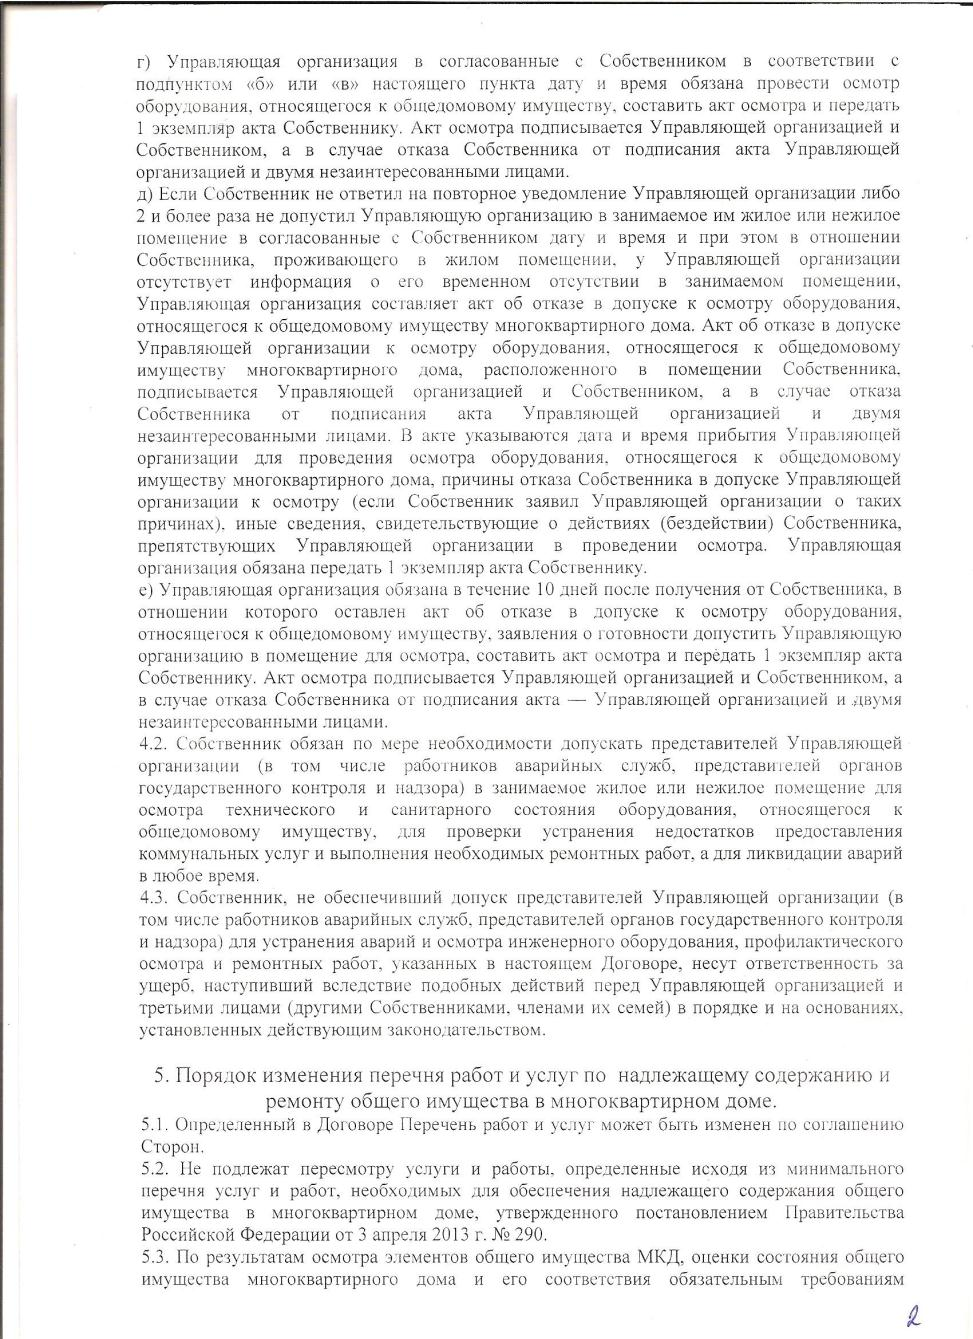 г) Управляющая организация в согласованные с Собственником в соответствии с
подпунктом «б» или «в» настоящего пункта дату и время обязана провести осмотр
оборудования, относящегося к общедомовому имуществу, составить акт осмотра и передать
1 экземпляр акта Собственнику. Акт осмотра подписывается Управляющей организацией и
Собственником, а в случае отказа Собственника от подписания акта Управляющей
организацией и двумя незаинтересованными лицами.
д) Если Собственник не ответил на повторное уведомление Управляющей организации либо
2 и более раза не допустил Управляющую организацию в занимаемое им жилое или нежилое
помещение в согласованные с Собственником дату и время и при этом в отношении
Собственника, проживающего в жилом помещении, у Управляющей организации
отсутствует информация о его временном отсутствии в занимаемом помещении,
Управляющая организация составляет акт об отказе в допуске к осмотру оборудования,
относящегося к общедомовому имуществу многоквартирного дома. Акт об отказе в допуске
Управляющей организации к осмотру оборудования, относящегося к общедомовому
имуществу многоквартирного дома, расположенного в помещении Собственника,
подписывается Управляющей организацией и Собственником, а в случае отказа
Собственника от подписания акта Управляющей организацией и двумя
незаинтересованными лицами. В акте указываются дата и время прибытия Управляющей
организации для проведения осмотра оборудования, относящегося к общедомовому
имуществу многоквартирного дома, причины отказа Собственника в допуске Управляющей
организации к осмотру (если Собственник заявил Управляющей организации о таких
причинах), иные сведения, свидетельствующие о действиях (бездействии) Собственника,
препятствующих Управляющей организации в проведении осмотра. Управляющая
организация обязана передать 1 экземпляр акта Собственнику.
е) Управляющая организация обязана в течение 10 дней после получения от Собственника, в
отношении которого оставлен акт об отказе в допуске к осмотру оборудования,
относящегося к общедомовому имуществу, заявления о готовности допустить Управляющую
организацию в помещение для осмотра, составить акт осмотра и передать 1 экземпляр акта
Собственнику. Акт осмотра подписывается Управляющей организацией и Собственником, а
в случае отказа Собственника от подписания акта — Управляющей организацией и двумя
незаинтересованными лицами.
4.2. Собственник обязан по мере необходимости допускать представителей Управляющей
организации (в том числе работников аварийных служб, представителей органов
государственного контроля и надзора) в занимаемое жилое или нежилое помещение для
осмотра технического и санитарного состояния оборудования, относящегося к
общедомовому имуществу, для проверки устранения недостатков предоставления
коммунальных услуг и выполнения необходимых ремонтных работ, а для ликвидации аварий
в любое время.
4.3. Собственник, не обеспечивший допуск представителей Управляющей организации (в
том числе работников аварийных служб, представителей органов государственного контроля
и надзора) для устранения аварий и осмотра инженерного оборудования, профилактического
осмотра и ремонтных работ, указанных в настоящем Договоре, несут ответственность за
ущерб, наступивший вследствие подобных действий перед Управляющей организацией и
третьими лицами (другими Собственниками, членами их семей) в порядке и на основаниях,
установленных действующим законодательством.
5. Порядок изменения перечня работ и услуг по надлежащему содержанию и
ремонту общего имущества в многоквартирном доме.
5.1. Определенный в Договоре Перечень работ и услуг может быть изменен по соглашению
Сторон.
5.2. Не подлежат пересмотру услуги и работы, определенные исходя из минимального
перечня услуг и работ, необходимых для обеспечения надлежащего содержания общего
имущества в многоквартирном доме, утвержденного постановлением Правительства
Российской Федерации от 3 апреля 2013 г. № 290.
5.3. По результатам осмотра элементов общего имущества МКД, оценки состояния общего
имущества многоквартирного дома и его соответствия обязательным требованиям
2